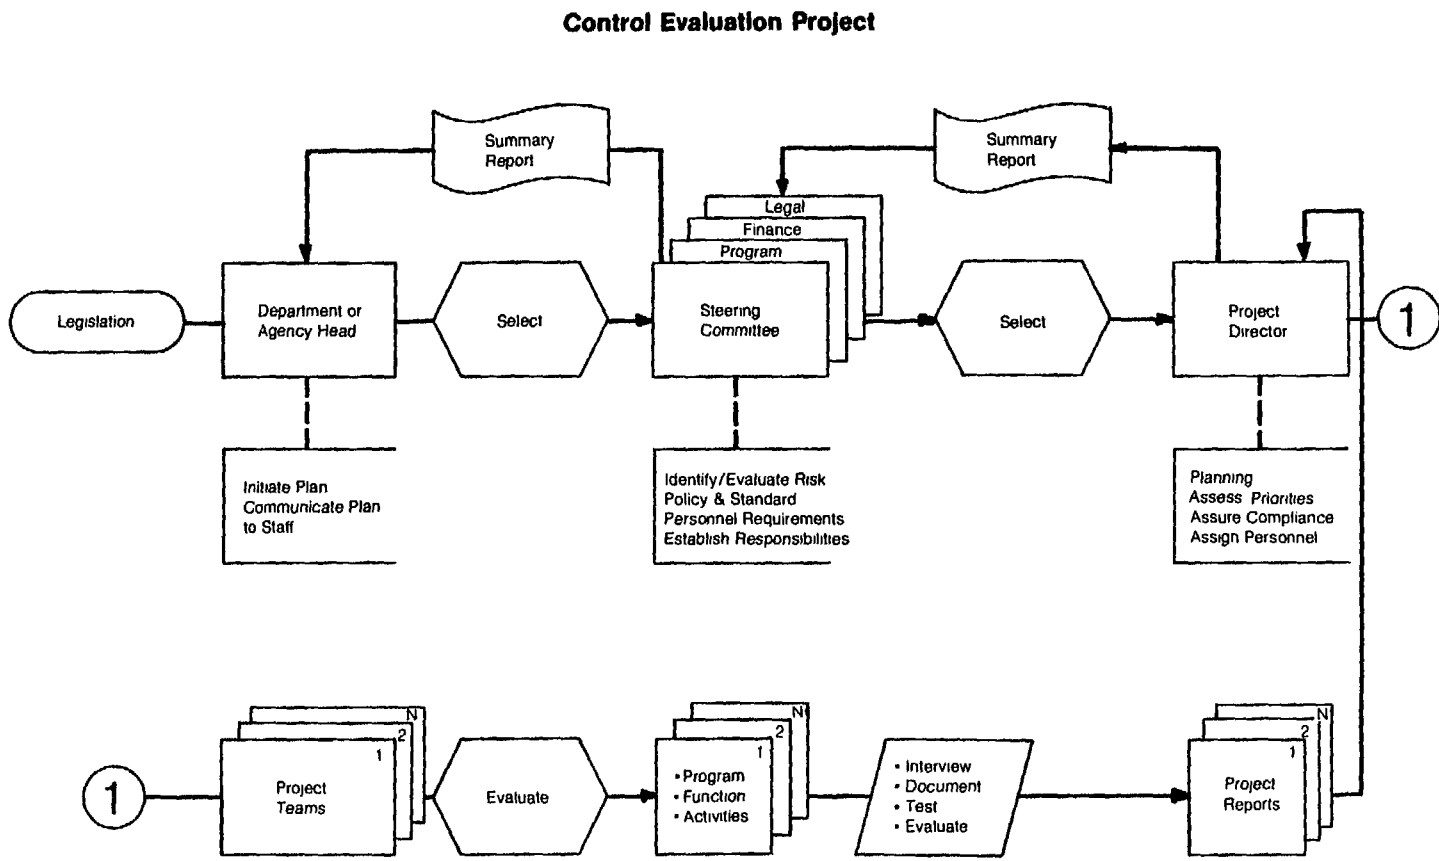 Control Evaluation Project
Summary
Report
Summary
Report
Legal
Finance
Program
Legislation
Department or
Agency Head
Select
Steering
Committee
Select
Project
Director
1
Initiate Plan
Communicate Plan
to Staff
Identify/Evaluate Risk
Policy & Standard
Personnel Requirements
Establish Responsibilities
Planning
Assess Priorities
Assure Compliance
Assign Personnel
1
N
2
1
Project
Teams
Evaluate
N
2
1
• Program
• Function
• Activities
• Interview
• Document
• Test
• Evaluate
N
2
1
Project
Reports